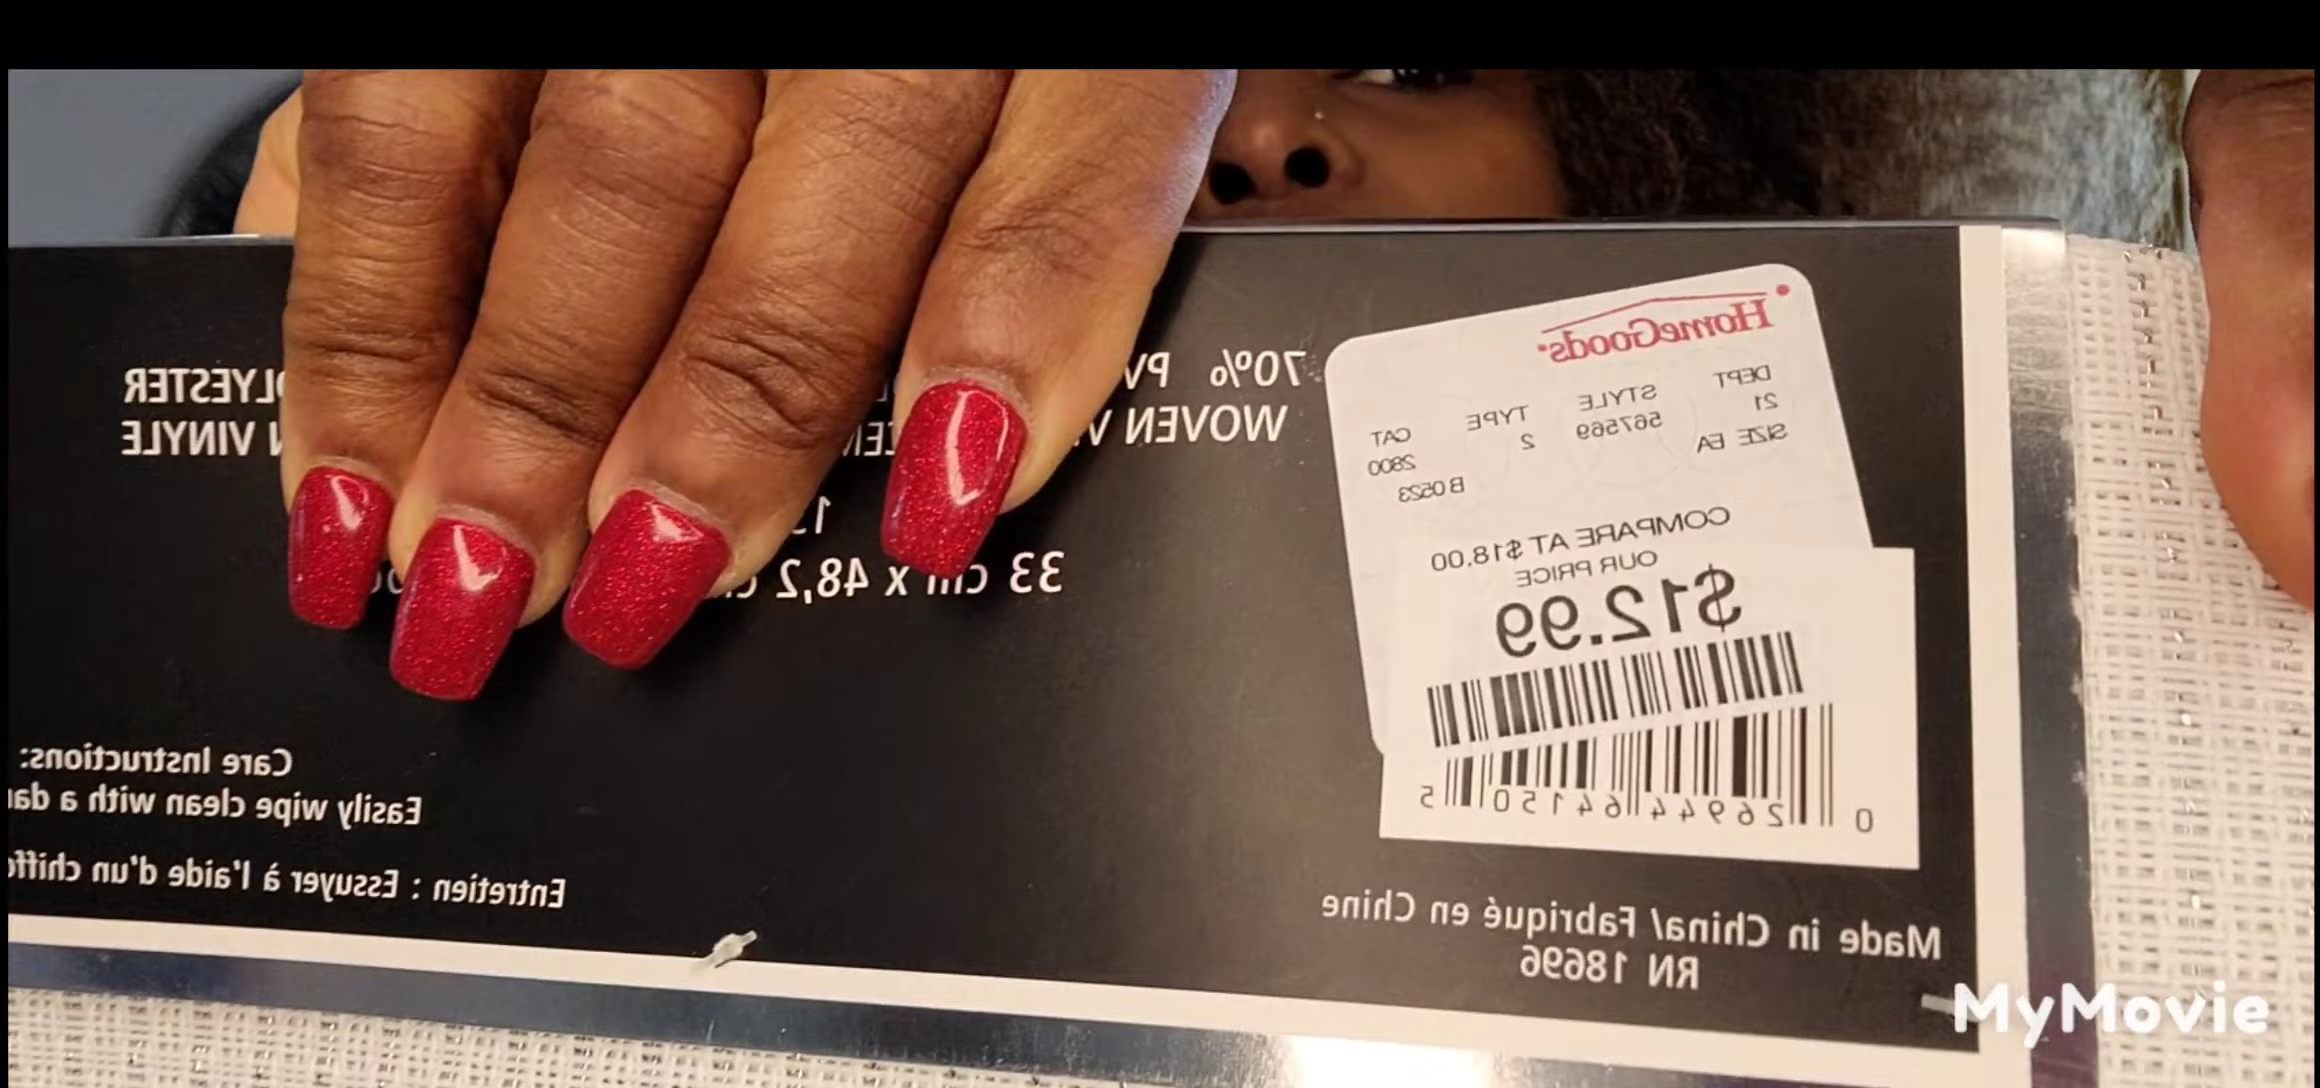 70% PV
OLYESTER
WOVEN V
N VINYLE
33 cm x 48,2
Care Instructions:
Easily wipe clean with a
Entretien : Essuyer à l'aide d'un
HomeGoods
DEPT STYLE TYPE CAT
21 567569 2 2800
SIZE EA B 0523
COMPARE AT $18.00
OUR PRICE
$12.99
0 26944 64150 5
Made in China/ Fabriqué en Chine
RN 18696
MyMovie